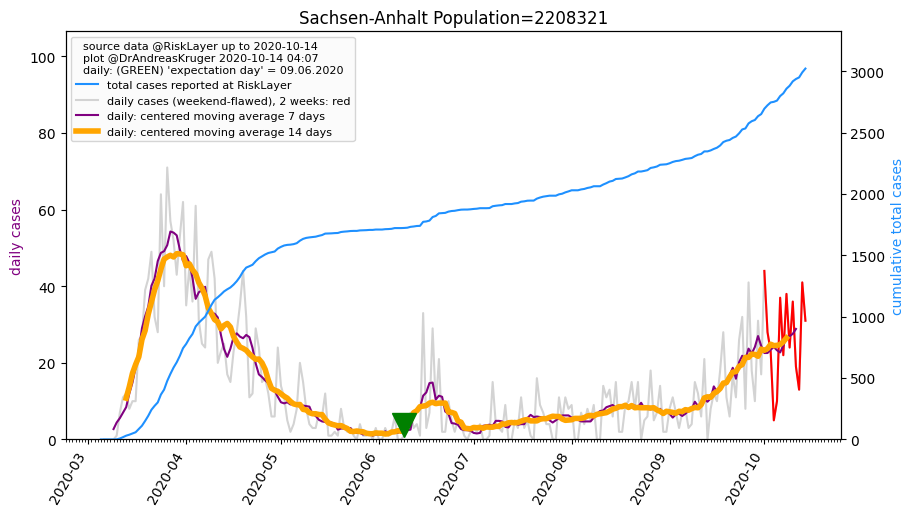 Sachsen-Anhalt Population=2208321
source data @RiskLayer up to 2020-10-14
plot @DrAndreasKruger 2020-10-14 04:07
daily: (GREEN) 'expectation day' = 09.06.2020
total cases reported at RiskLayer
daily cases (weekend-flawed), 2 weeks: red
daily: centered moving average 7 days
daily: centered moving average 14 days
daily cases
100
80
60
40
20
0
cumulative total cases
3000
2500
2000
1500
1000
500
0
2020-03
2020-04
2020-05
2020-06
2020-07
2020-08
2020-09
2020-10